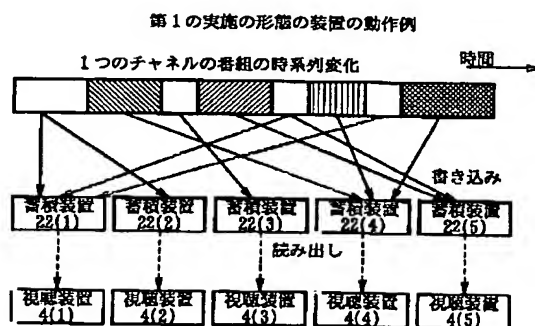 第1の実施の形態の装置の動作例
1つのチャネルの番組の時系列変化
時間
書き込み
蓄積装置 蓄積装置 蓄積装置 蓄積装置 蓄積装置
22(1) 22(2) 22(3) 22(4) 22(5)
読み出し
視聴装置 視聴装置 視聴装置 視聴装置 視聴装置
4(1) 4(2) 4(3) 4(4) 4(5)